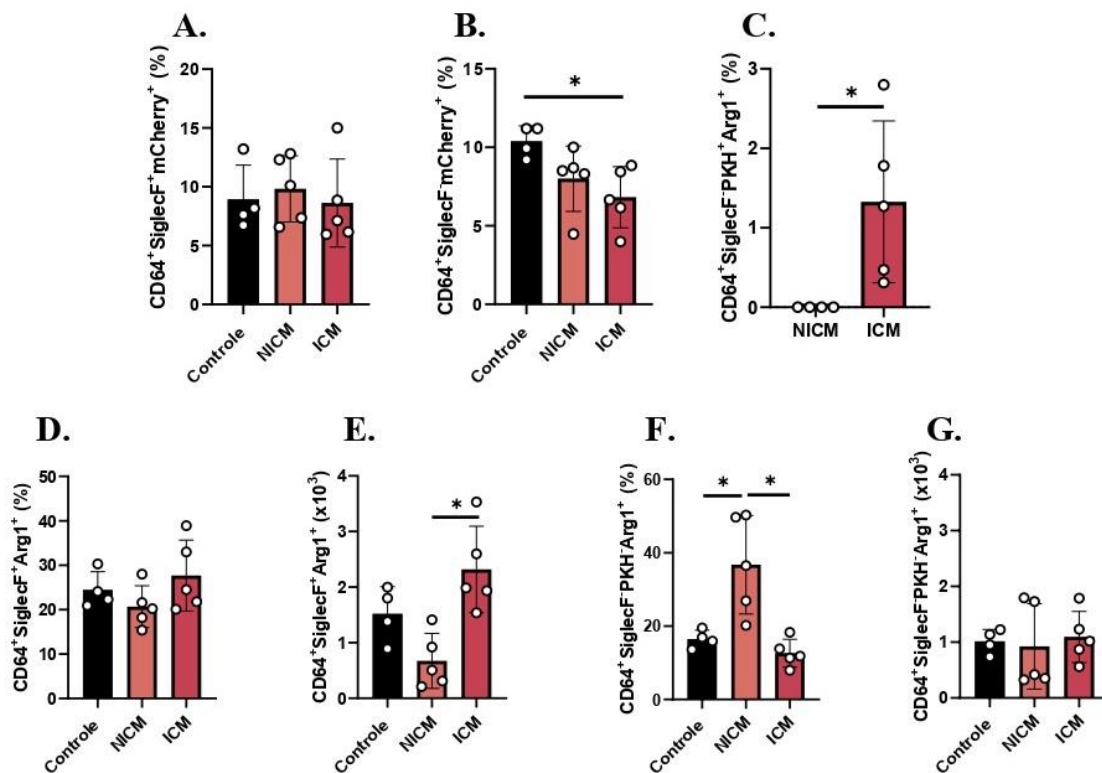 A.
CD64⁺SiglecF⁺mCherry⁺ (%)
20
15
10
5
0
Controle
NICM
ICM
B.
CD64⁺SiglecF⁻mCherry⁺ (%)
15
10
5
0
*
Controle
NICM
ICM
C.
CD64⁺SiglecF⁻PKH⁺Arg1⁺ (%)
3
2
1
0
*
NICM
ICM
D.
CD64⁺SiglecF⁺Arg1⁺ (%)
50
40
30
20
10
0
Controle
NICM
ICM
E.
CD64⁺SiglecF⁺Arg1⁺ (x10³)
4
3
2
1
0
*
Controle
NICM
ICM
F.
CD64⁺SiglecF⁻PKH⁻Arg1⁺ (%)
60
40
20
0
*
*
Controle
NICM
ICM
G.
CD64⁺SiglecF⁻PKH⁻Arg1⁺ (x10³)
4
3
2
1
0
Controle
NICM
ICM